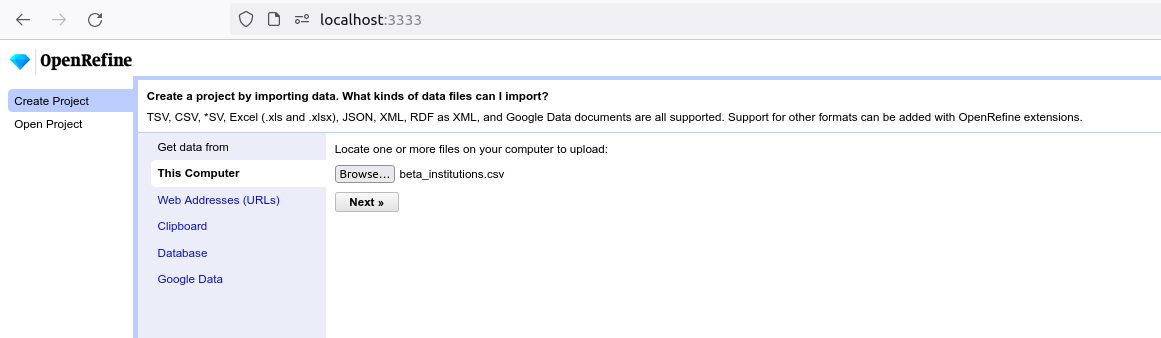 localhost:3333
OpenRefine
Create Project
Open Project
Create a project by importing data. What kinds of data files can I import?
TSV, CSV, *SV, Excel (.xls and .xlsx), JSON, XML, RDF as XML, and Google Data documents are all supported. Support for other formats can be added with OpenRefine extensions.
Get data from
This Computer
Web Addresses (URLs)
Clipboard
Database
Google Data
Locate one or more files on your computer to upload:
Browse... beta_institutions.csv
Next »